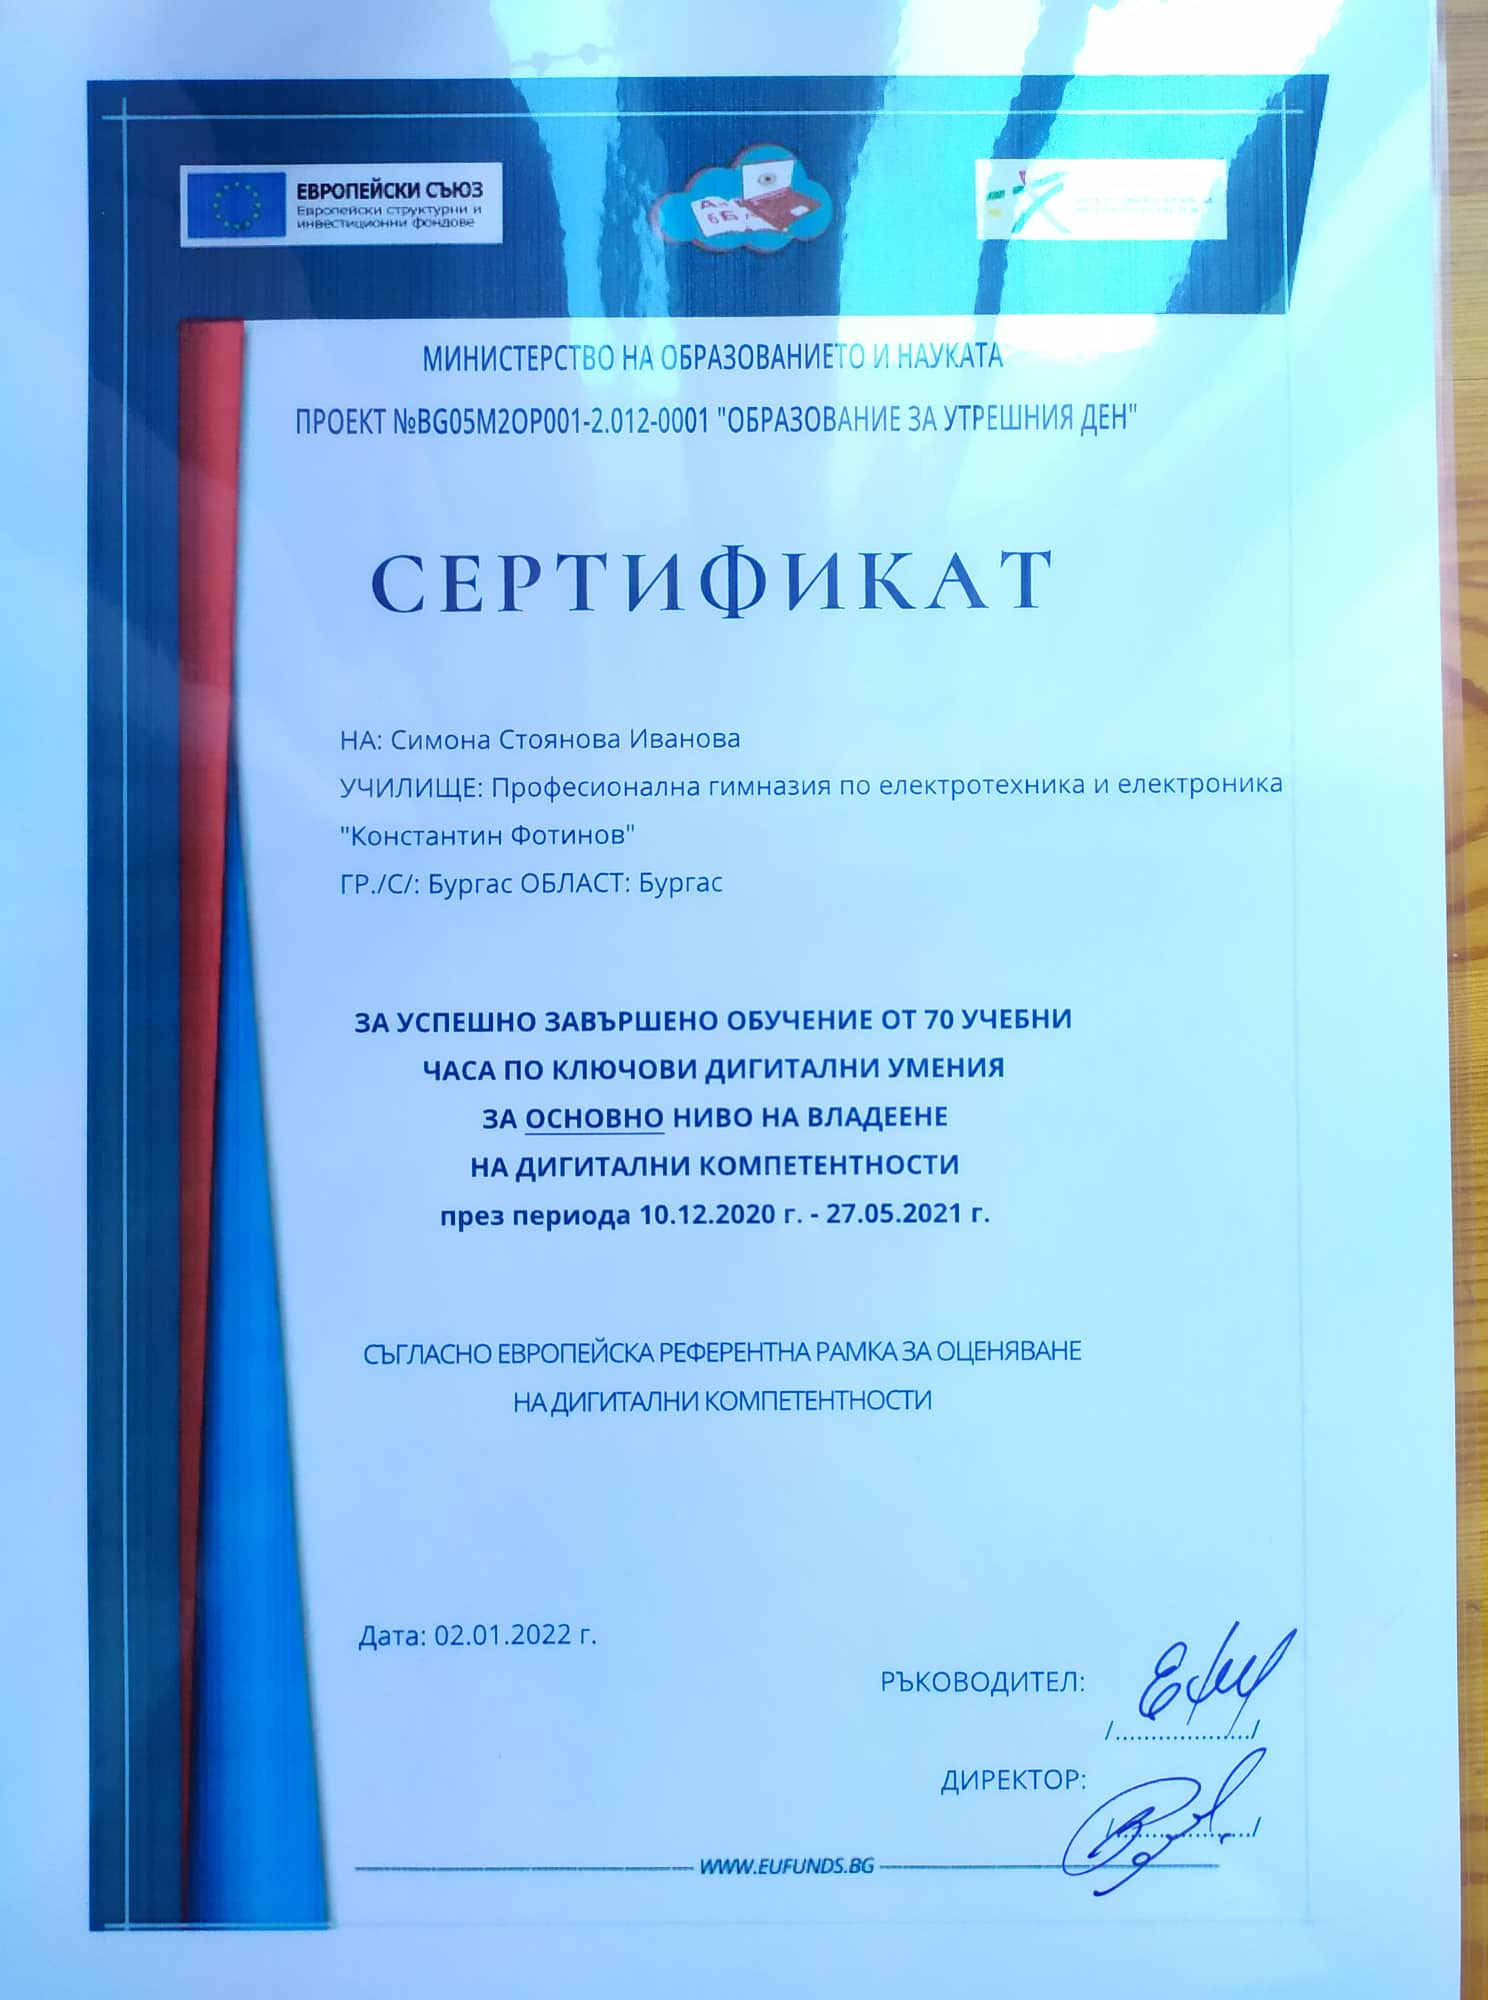 ЕВРОПЕЙСКИ СЪЮЗ
Европейски структурни и
инвестиционни фондове
МИНИСТЕРСТВО НА ОБРАЗОВАНИЕТО И НАУКАТА
ПРОЕКТ №BG05M2OP001-2.012-0001 "ОБРАЗОВАНИЕ ЗА УТРЕШНИЯ ДЕН"
СЕРТИФИКАТ
НА: Симона Стоянова Иванова
УЧИЛИЩЕ: Професионална гимназия по електротехника и електроника
"Константин Фотинов"
ГР./С/: Бургас ОБЛАСТ: Бургас
ЗА УСПЕШНО ЗАВЪРШЕНО ОБУЧЕНИЕ ОТ 70 УЧЕБНИ
ЧАСА ПО КЛЮЧОВИ ДИГИТАЛНИ УМЕНИЯ
ЗА ОСНОВНО НИВО НА ВЛАДЕЕНЕ
НА ДИГИТАЛНИ КОМПЕТЕНТНОСТИ
през периода 10.12.2020 г. - 27.05.2021 г.
СЪГЛАСНО ЕВРОПЕЙСКА РЕФЕРЕНТНА РАМКА ЗА ОЦЕНЯВАНЕ
НА ДИГИТАЛНИ КОМПЕТЕНТНОСТИ
Дата: 02.01.2022 г.
РЪКОВОДИТЕЛ:
/..................../
ДИРЕКТОР:
/..................../
WWW.EUFUNDS.BG